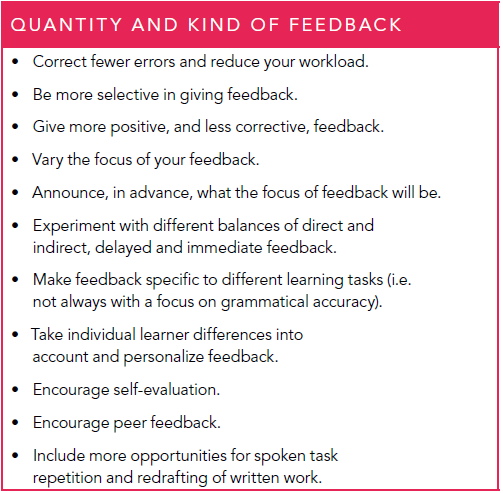 QUANTITY AND KIND OF FEEDBACK
• Correct fewer errors and reduce your workload.
• Be more selective in giving feedback.
• Give more positive, and less corrective, feedback.
• Vary the focus of your feedback.
• Announce, in advance, what the focus of feedback will be.
• Experiment with different balances of direct and
indirect, delayed and immediate feedback.
• Make feedback specific to different learning tasks (i.e.
not always with a focus on grammatical accuracy).
• Take individual learner differences into
account and personalize feedback.
• Encourage self-evaluation.
• Encourage peer feedback.
• Include more opportunities for spoken task
repetition and redrafting of written work.